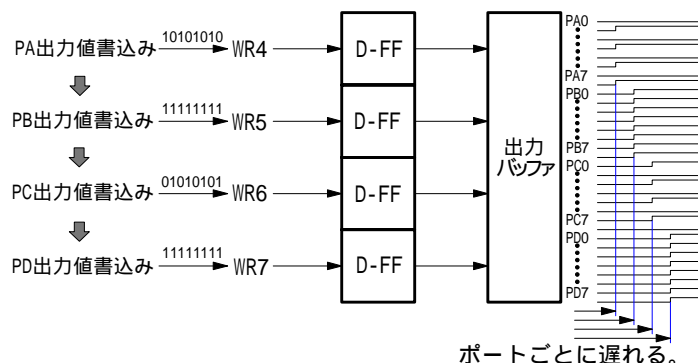 PA出力値書込み 10101010 WR4 D-FF
PB出力値書込み 11111111 WR5 D-FF
PC出力値書込み 01010101 WR6 D-FF
PD出力値書込み 11111111 WR7 D-FF
出力
バッファ
PA0
PA7
PB0
PB7
PC0
PC7
PD0
PD7
ポートごとに遅れる。